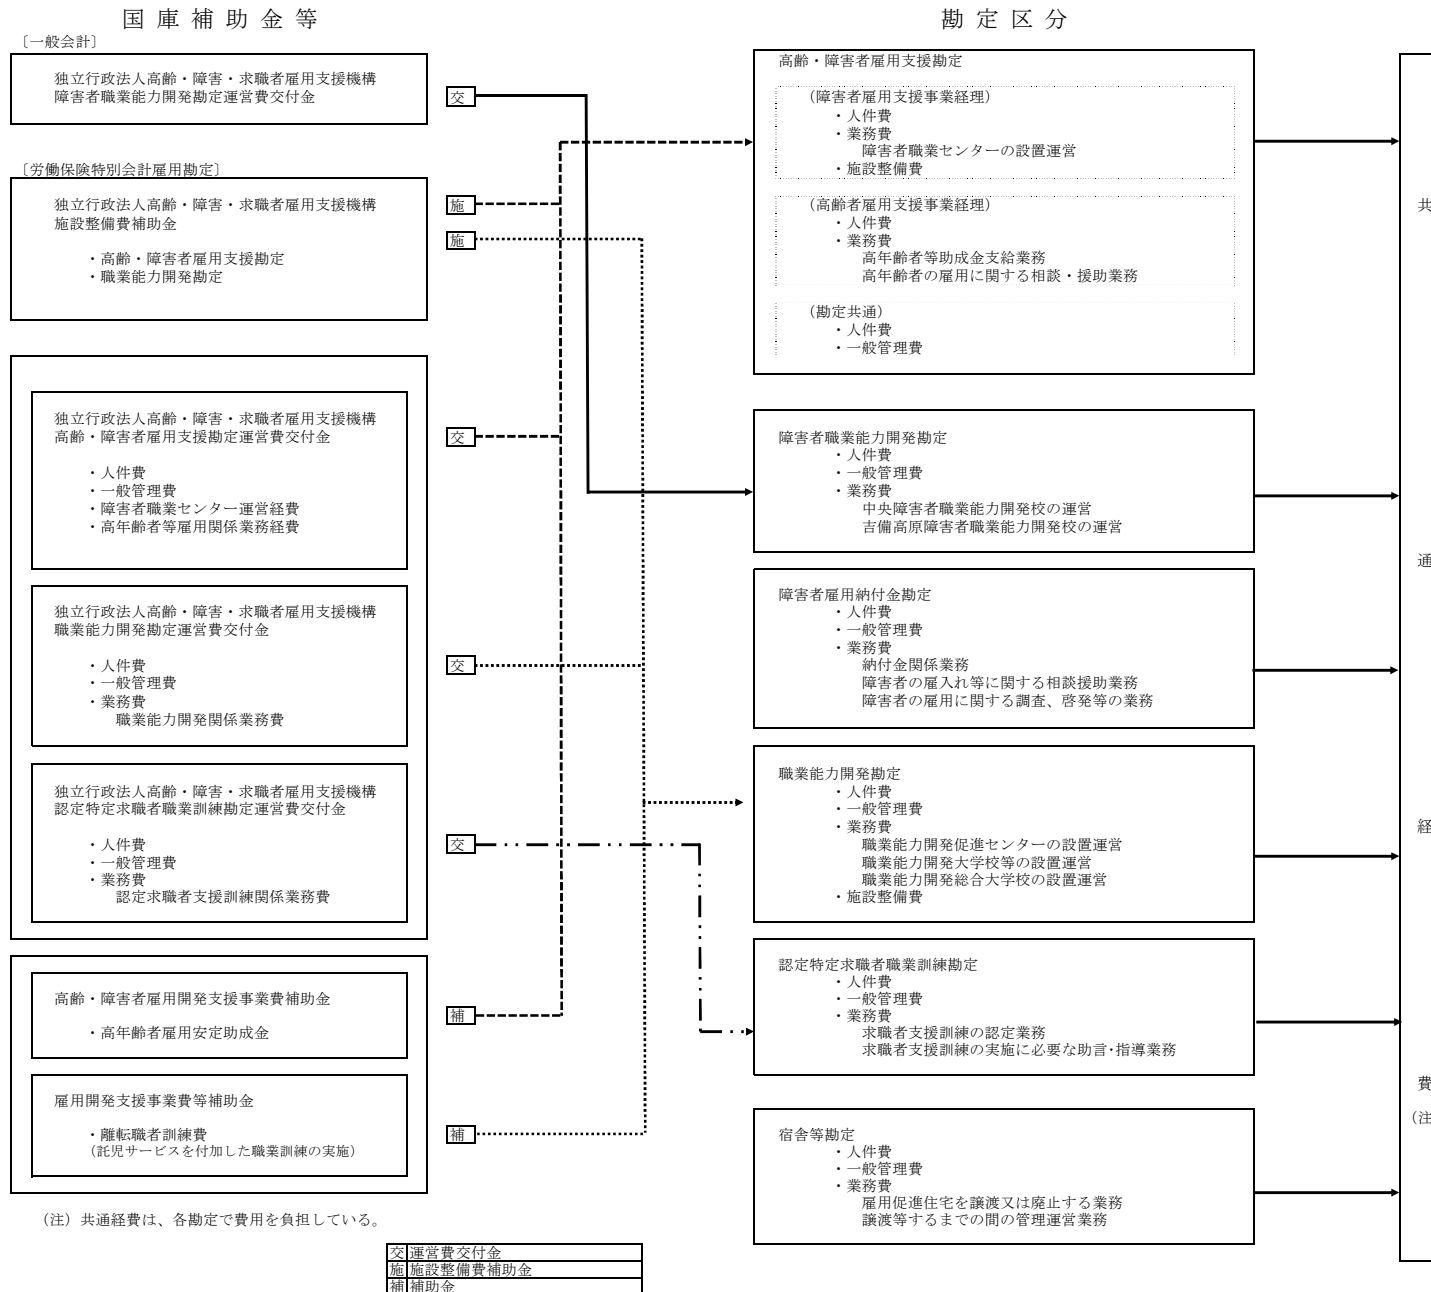 国庫補助金等
〔一般会計〕
独立行政法人高齢・障害・求職者雇用支援機構
障害者職業能力開発勘定運営費交付金
交
〔労働保険特別会計雇用勘定〕
独立行政法人高齢・障害・求職者雇用支援機構
施設整備費補助金
・高齢・障害者雇用支援勘定
・職業能力開発勘定
施
施
独立行政法人高齢・障害・求職者雇用支援機構
高齢・障害者雇用支援勘定運営費交付金
・人件費
・一般管理費
・障害者職業センター運営経費
・高年齢者等雇用関係業務経費
交
独立行政法人高齢・障害・求職者雇用支援機構
職業能力開発勘定運営費交付金
・人件費
・一般管理費
・業務費
職業能力開発関係業務費
交
独立行政法人高齢・障害・求職者雇用支援機構
認定特定求職者職業訓練勘定運営費交付金
・人件費
・一般管理費
・業務費
認定求職者支援訓練関係業務費
交
高齢・障害者雇用開発支援事業費補助金
・高年齢者雇用安定助成金
補
雇用開発支援事業費等補助金
・離転職者訓練費
（託児サービスを付加した職業訓練の実施）
補
（注）共通経費は、各勘定で費用を負担している。
交 運営費交付金
施 施設整備費補助金
補 補助金
勘定区分
高齢・障害者雇用支援勘定
（障害者雇用支援事業経理）
・人件費
・業務費
障害者職業センターの設置運営
・施設整備費
（高齢者雇用支援事業経理）
・人件費
・業務費
高年齢者等助成金支給業務
高年齢者の雇用に関する相談・援助業務
（勘定共通）
・人件費
・一般管理費
障害者職業能力開発勘定
・人件費
・一般管理費
・業務費
中央障害者職業能力開発校の運営
吉備高原障害者職業能力開発校の運営
障害者雇用納付金勘定
・人件費
・一般管理費
・業務費
納付金関係業務
障害者の雇入れ等に関する相談援助業務
障害者の雇用に関する調査、啓発等の業務
職業能力開発勘定
・人件費
・一般管理費
・業務費
職業能力開発促進センターの設置運営
職業能力開発大学校等の設置運営
職業能力開発総合大学校の設置運営
・施設整備費
認定特定求職者職業訓練勘定
・人件費
・一般管理費
・業務費
求職者支援訓練の認定業務
求職者支援訓練の実施に必要な助言･指導業務
宿舎等勘定
・人件費
・一般管理費
・業務費
雇用促進住宅を譲渡又は廃止する業務
譲渡等するまでの間の管理運営業務
共
通
経
費
（注